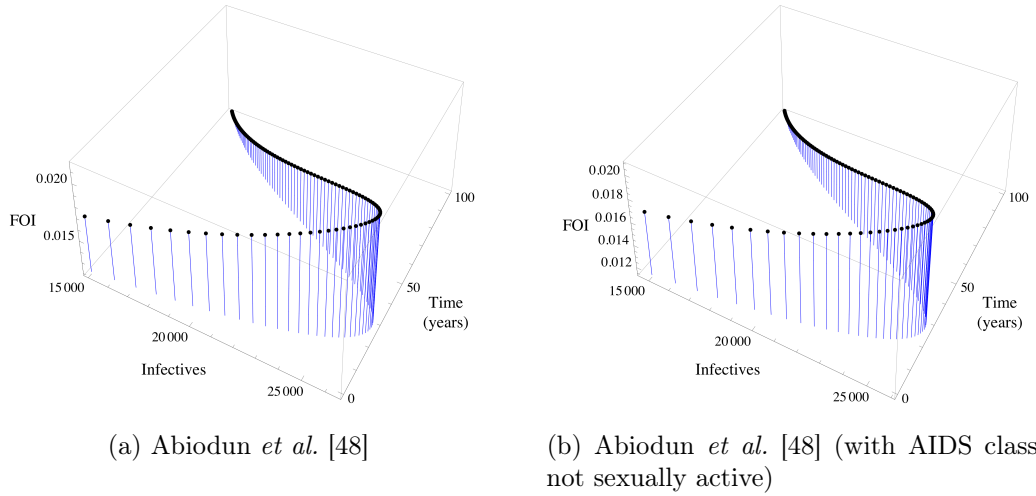 100
0.020
FOI
0.015
50
15 000
Time
(years)
20 000
Infectives
25 000
0
(a) Abiodun et al. [48]
100
0.020
0.018
0.016
FOI
0.014
0.012
50
15 000
Time
(years)
20 000
Infectives
25 000
0
(b) Abiodun et al. [48] (with AIDS class
not sexually active)